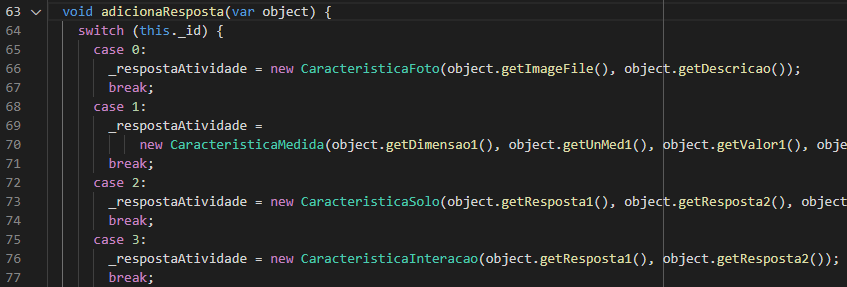 63 void adicionaResposta(var object) {
64 switch (this._id) {
65 case 0:
66 _respostaAtividade = new CaracteristicaFoto(object.getImageFile(), object.getDescricao());
67 break;
68 case 1:
69 _respostaAtividade =
70 new CaracteristicaMedida(object.getDimensao1(), object.getUnMed1(), object.getValor1(), obje
71 break;
72 case 2:
73 _respostaAtividade = new CaracteristicaSolo(object.getResposta1(), object.getResposta2(), object
74 break;
75 case 3:
76 _respostaAtividade = new CaracteristicaInteracao(object.getResposta1(), object.getResposta2());
77 break;